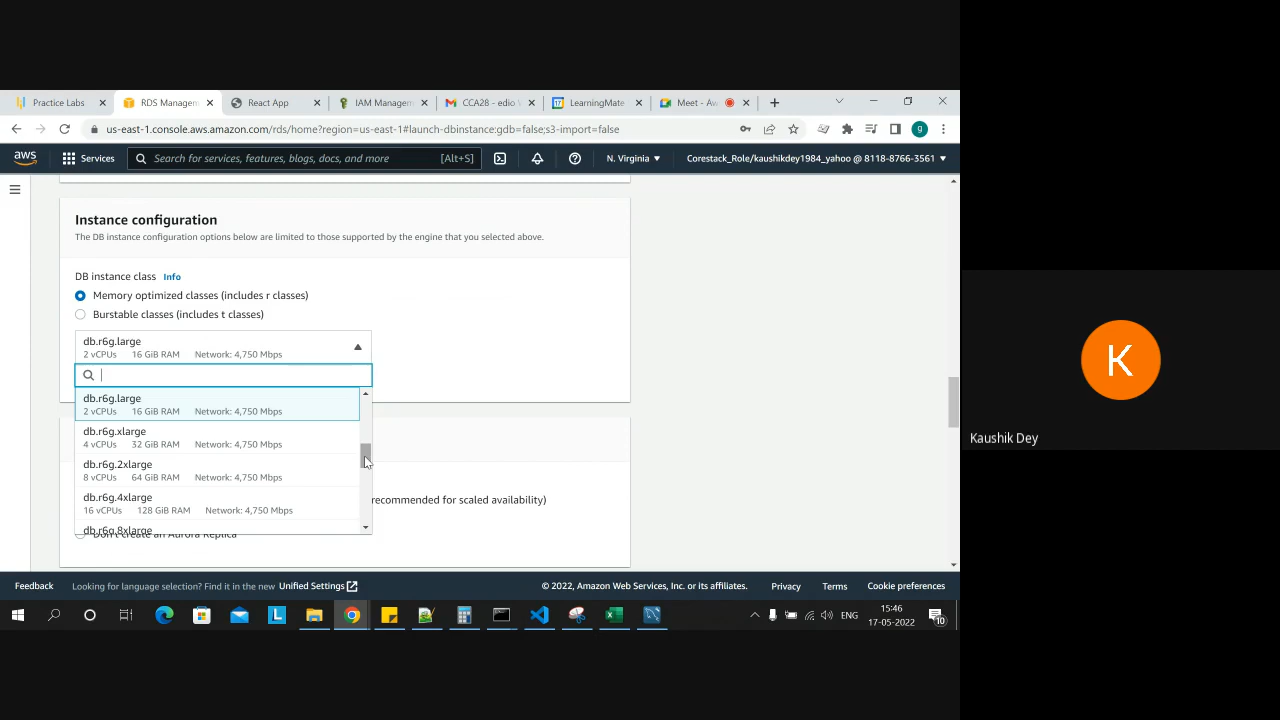 Practice Labs
RDS Managem
React App
IAM Managem
CCA28 - edio
LearningMate
Meet - Aw
us-east-1.console.aws.amazon.com/rds/home?region=us-east-1#launch-dbinstance:gdb=false;s3-import=false
g
aws
Services
Search for services, features, blogs, docs, and more
[Alt+S]
N. Virginia
Corestack_Role/kaushikdey1984_yahoo @ 8118-8766-3561
Instance configuration
The DB instance configuration options below are limited to those supported by the engine that you selected above.
DB instance class Info
Memory optimized classes (includes r classes)
Burstable classes (includes t classes)
db.r6g.large
2 vCPUs 16 GiB RAM Network: 4,750 Mbps
db.r6g.large
2 vCPUs 16 GiB RAM Network: 4,750 Mbps
db.r6g.xlarge
4 vCPUs 32 GiB RAM Network: 4,750 Mbps
db.r6g.2xlarge
8 vCPUs 64 GiB RAM Network: 4,750 Mbps
db.r6g.4xlarge
16 vCPUs 128 GiB RAM Network: 4,750 Mbps
db.r6g.8xlarge
recommended for scaled availability)
Don't create an Aurora Replica
Feedback
Looking for language selection? Find it in the new Unified Settings
© 2022, Amazon Web Services, Inc. or its affiliates.
Privacy
Terms
Cookie preferences
L
ENG
15:46
17-05-2022
10
K
Kaushik Dey